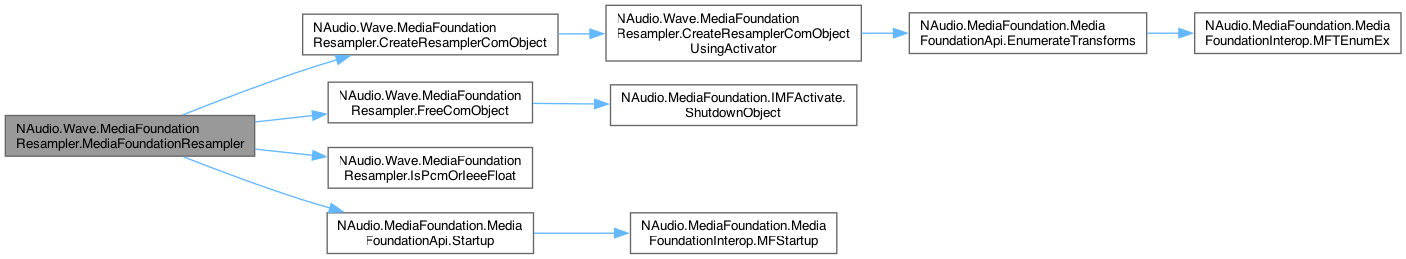 NAudio.Wave.MediaFoundation
Resampler.MediaFoundationResampler
NAudio.Wave.MediaFoundation
Resampler.CreateResamplerComObject
NAudio.Wave.MediaFoundation
Resampler.CreateResamplerComObject
UsingActivator
NAudio.MediaFoundation.Media
FoundationApi.EnumerateTransforms
NAudio.MediaFoundation.Media
FoundationInterop.MFTEnumEx
NAudio.Wave.MediaFoundation
Resampler.FreeComObject
NAudio.MediaFoundation.IMFActivate.
ShutdownObject
NAudio.Wave.MediaFoundation
Resampler.IsPcmOrIeeeFloat
NAudio.MediaFoundation.Media
FoundationApi.Startup
NAudio.MediaFoundation.Media
FoundationInterop.MFStartup